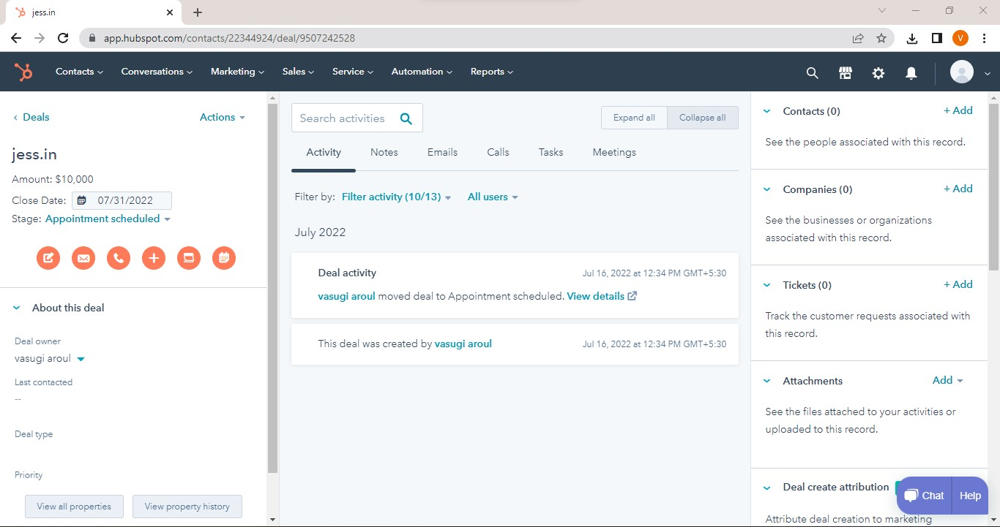 jess.in
app.hubspot.com/contacts/22344924/deal/9507242528
V
Contacts
Conversations
Marketing
Sales
Service
Automation
Reports
Deals
Actions
jess.in
Amount: $10,000
Close Date: 07/31/2022
Stage: Appointment scheduled
About this deal
Deal owner
vasugi aroul
Last contacted
--
Deal type
Priority
View all properties
View property history
Search activities
Expand all
Collapse all
Activity
Notes
Emails
Calls
Tasks
Meetings
Filter by: Filter activity (10/13) All users
July 2022
Deal activity
Jul 16, 2022 at 12:34 PM GMT+5:30
vasugi aroul moved deal to Appointment scheduled. View details
This deal was created by vasugi aroul
Jul 16, 2022 at 12:34 PM GMT+5:30
Contacts (0)
+ Add
See the people associated with this record.
Companies (0)
+ Add
See the businesses or organizations
associated with this record.
Tickets (0)
+ Add
Track the customer requests associated with
this record.
Attachments
Add
See the files attached to your activities or
uploaded to this record.
Deal create attribution
Attribute deal creation to marketing
Chat
Help